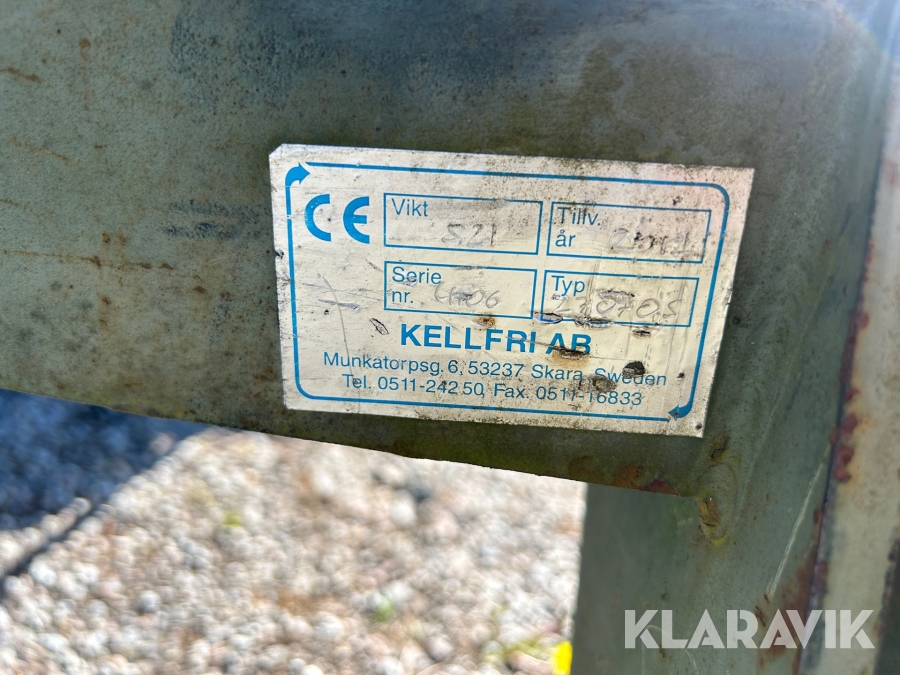 CE
Vikt 521
Tillv. år
Serie nr. 4106
Typ
KELLFRI AB
Munkatorpsg. 6, 53237 Skara, Sweden
Tel. 0511-242 50, Fax. 0511-16833
KLARAVIK